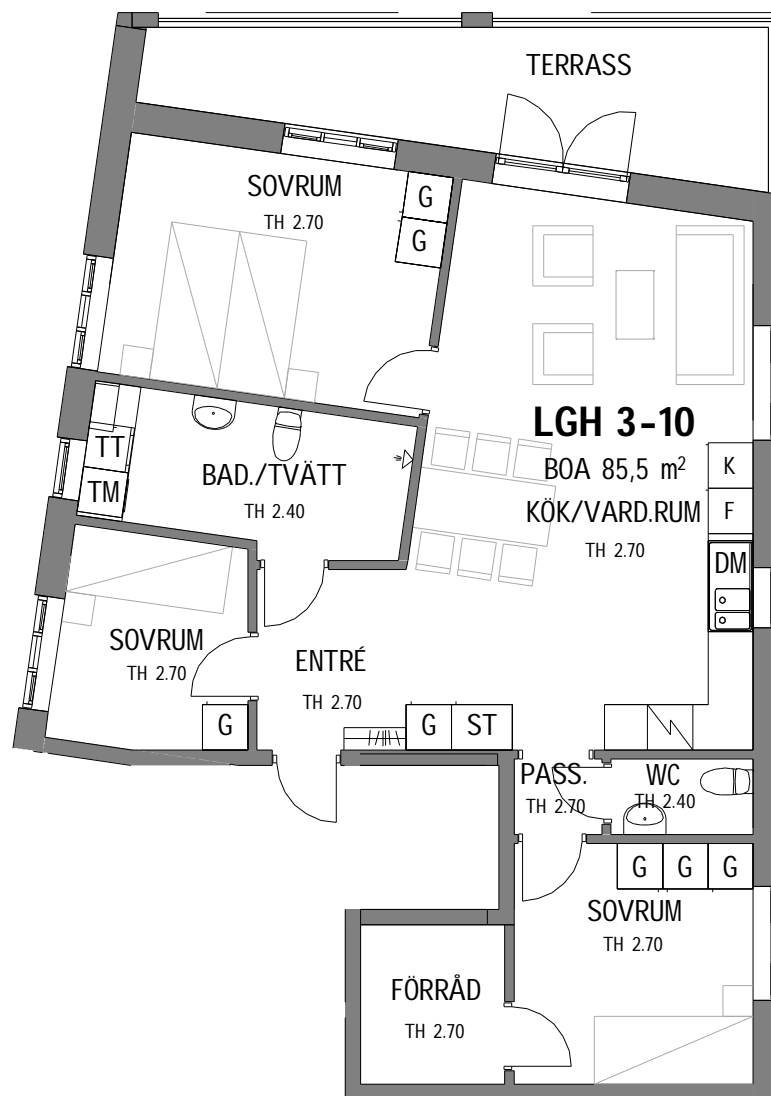 TERRASS
SOVRUM
TH 2.70
G
G
LGH 3-10
BOA 85,5 m²
KÖK/VARD.RUM
TH 2.70
K
F
DM
TT
TM
BAD./TVÄTT
TH 2.40
SOVRUM
TH 2.70
G
ENTRÉ
TH 2.70
G
ST
PASS.
TH 2.70
WC
TH 2.40
G
G
G
SOVRUM
TH 2.70
FÖRRÅD
TH 2.70